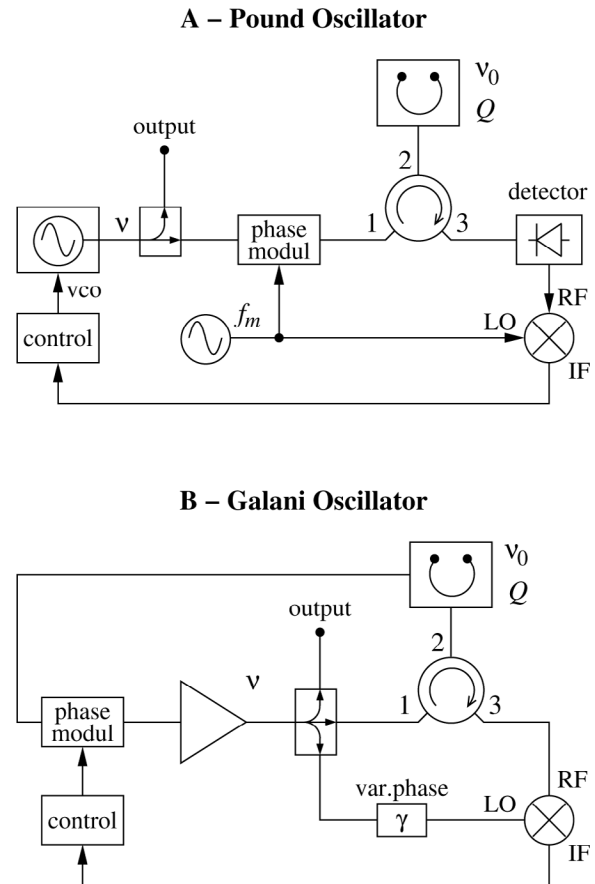 A – Pound Oscillator
ν0
Q
output
2
detector
ν
1
3
phase
modul
vco
RF
fm
LO
control
IF
B – Galani Oscillator
ν0
Q
output
2
ν
1
3
phase
modul
var.phase
RF
LO
γ
control
IF